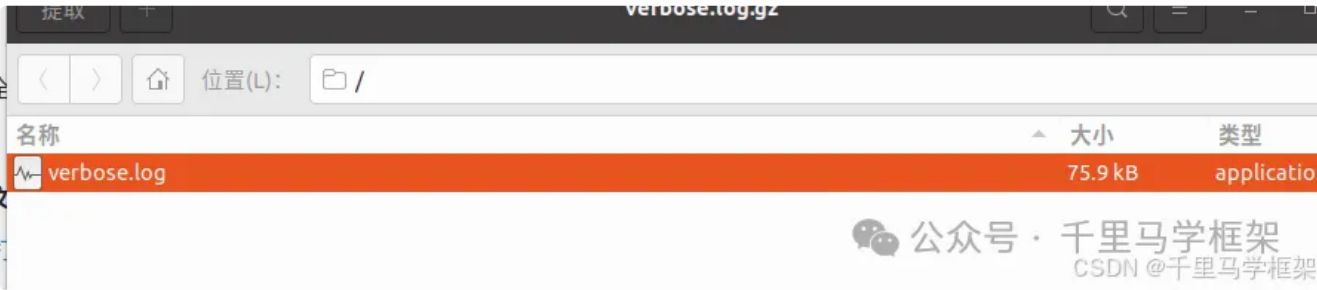 提取
verbose.log.gz
位置(L)：
/
名称 大小 类型
verbose.log 75.9 kB applicatio
公众号 · 千里马学框架
CSDN @千里马学框架